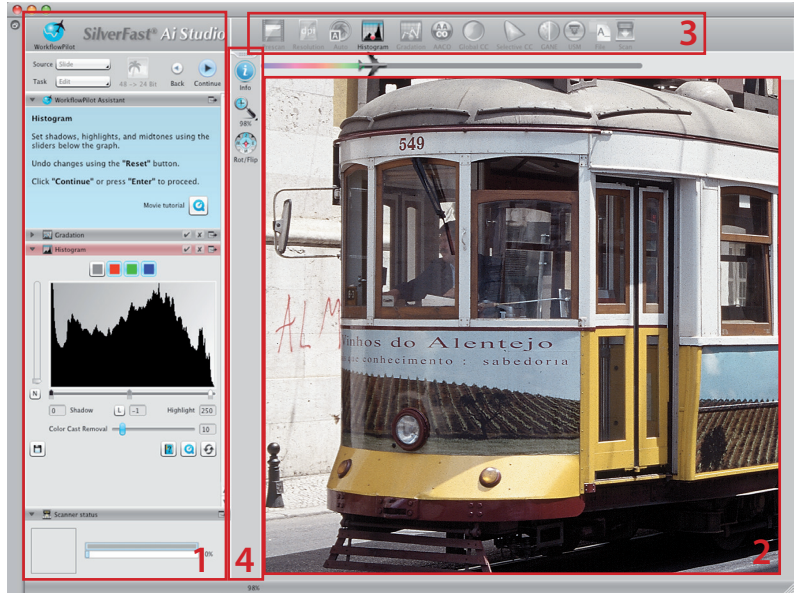 WorkflowPilot
SilverFast® Ai Studio
Source Slide
Task Edit
48 -> 24 Bit
Back
Continue
WorkflowPilot Assistant
Histogram
Set shadows, highlights, and midtones using the
sliders below the graph.
Undo changes using the "Reset" button.
Click "Continue" or press "Enter" to proceed.
Movie tutorial
Gradation
Histogram
N
0 Shadow L -1 Highlight 250
Color Cast Removal 10
Scanner status
0%
1
Info
98%
Rot/Flip
4
Prescan Resolution Auto Histogram Gradation AACO Global CC Selective CC GANE USM File Scan
3
549
AL M
Vinhos do Alentejo
conhecimento : sabedoria
2
98%